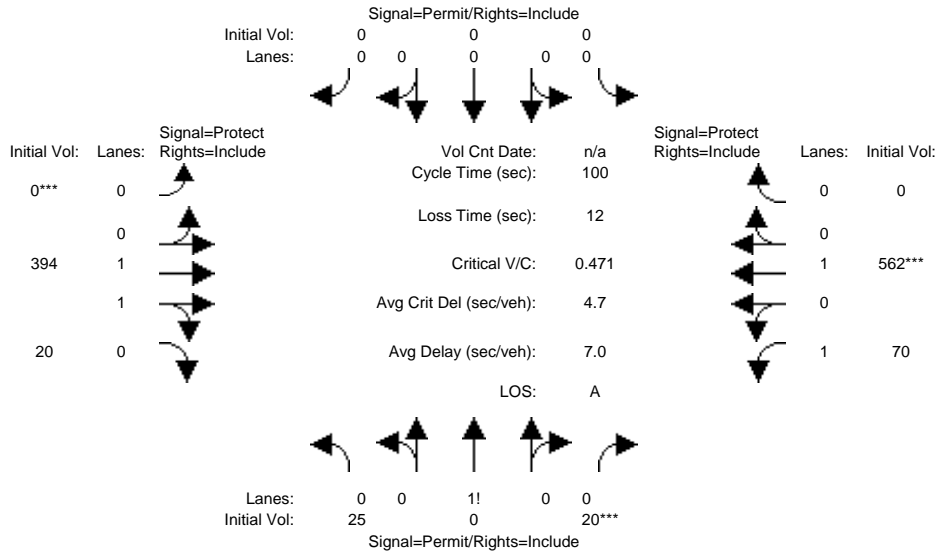 Signal=Permit/Rights=Include
Initial Vol: 0 0 0
Lanes: 0 0 0 0 0
Signal=Protect Signal=Protect
Initial Vol: Lanes: Rights=Include Vol Cnt Date: n/a Rights=Include Lanes: Initial Vol:
Cycle Time (sec): 100
0*** 0 0 0
Loss Time (sec): 12
0 0
394 1 Critical V/C: 0.471 1 562***
1 Avg Crit Del (sec/veh): 4.7 0
20 0 Avg Delay (sec/veh): 7.0 1 70
LOS: A
Lanes: 0 0 1! 0 0
Initial Vol: 25 0 20***
Signal=Permit/Rights=Include